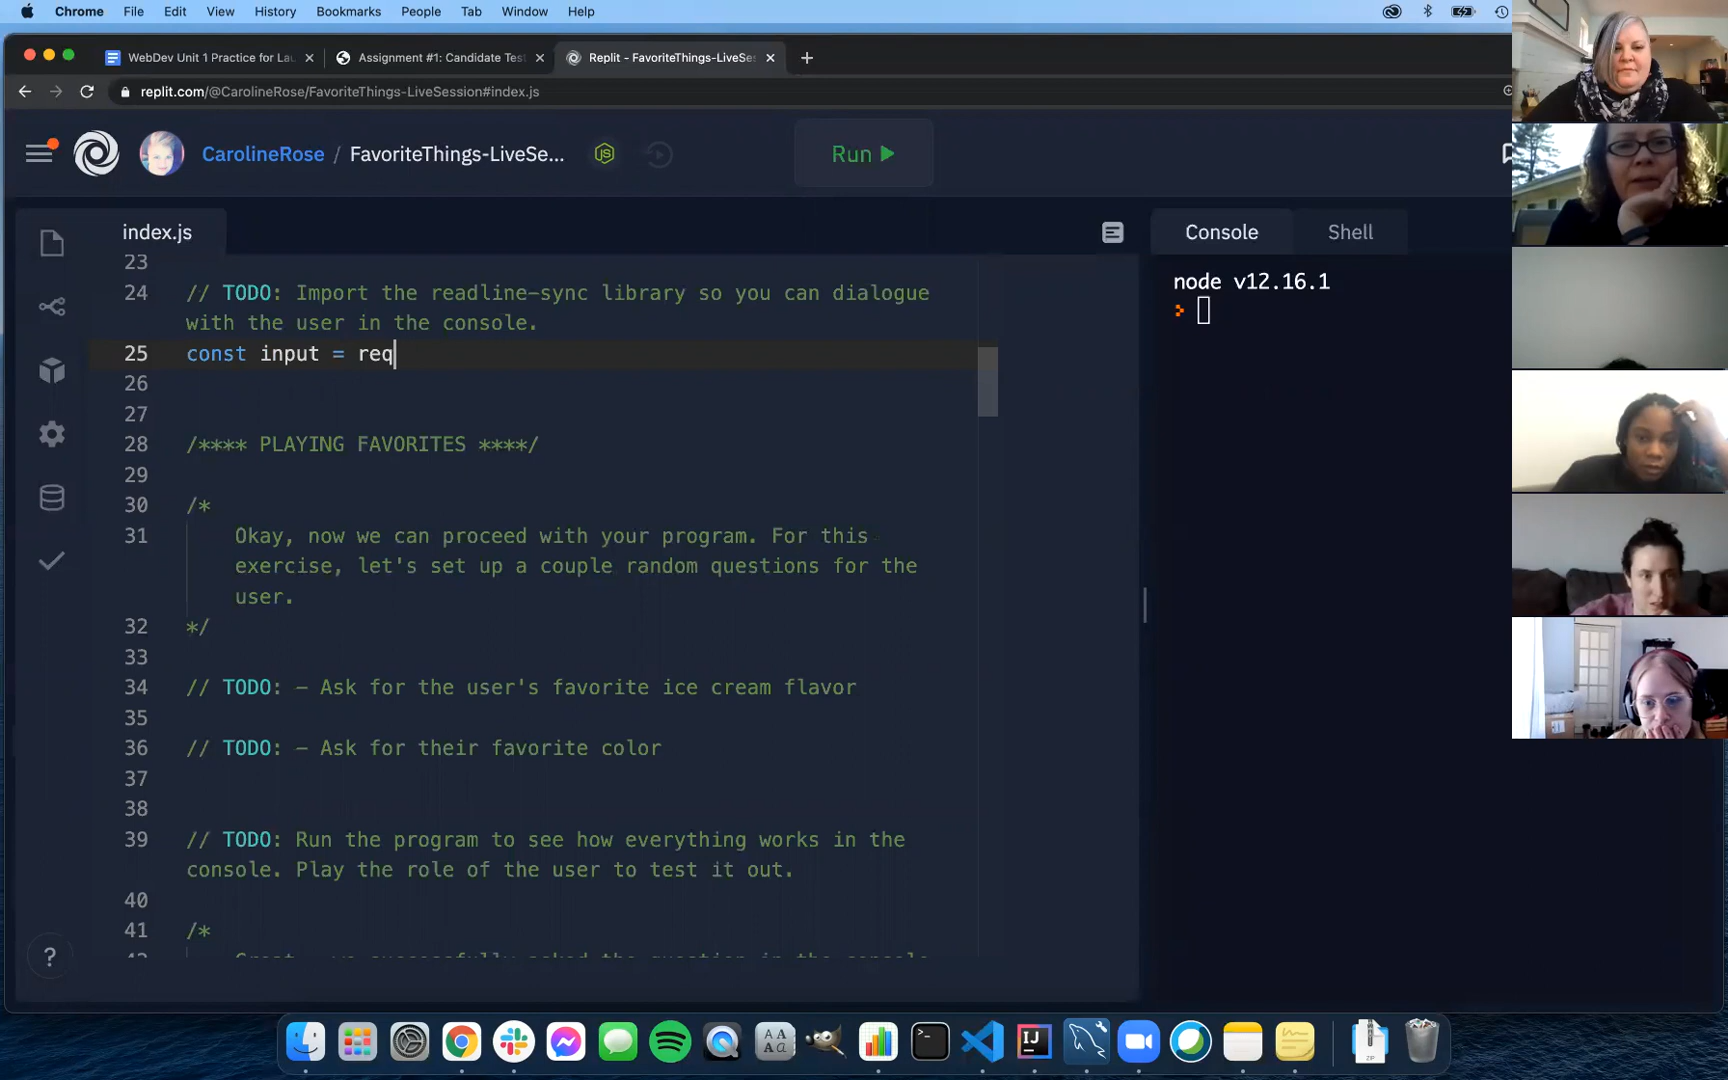 Chrome File Edit View History Bookmarks People Tab Window Help
WebDev Unit 1 Practice for Lau
Assignment #1: Candidate Test
Replit - FavoriteThings-LiveSes
replit.com/@CarolineRose/FavoriteThings-LiveSession#index.js
CarolineRose / FavoriteThings-LiveSe...
JS
Run
index.js
Console
Shell
23
24 // TODO: Import the readline-sync library so you can dialogue
with the user in the console.
25 const input = req
26
27
28 /**** PLAYING FAVORITES ****/
29
30 /*
31 Okay, now we can proceed with your program. For this
exercise, let's set up a couple random questions for the
user.
32 */
33
34 // TODO: - Ask for the user's favorite ice cream flavor
35
36 // TODO: - Ask for their favorite color
37
38
39 // TODO: Run the program to see how everything works in the
console. Play the role of the user to test it out.
40
41 /*
node v12.16.1
>
?
AA
AA
>_
IJ
ZIP